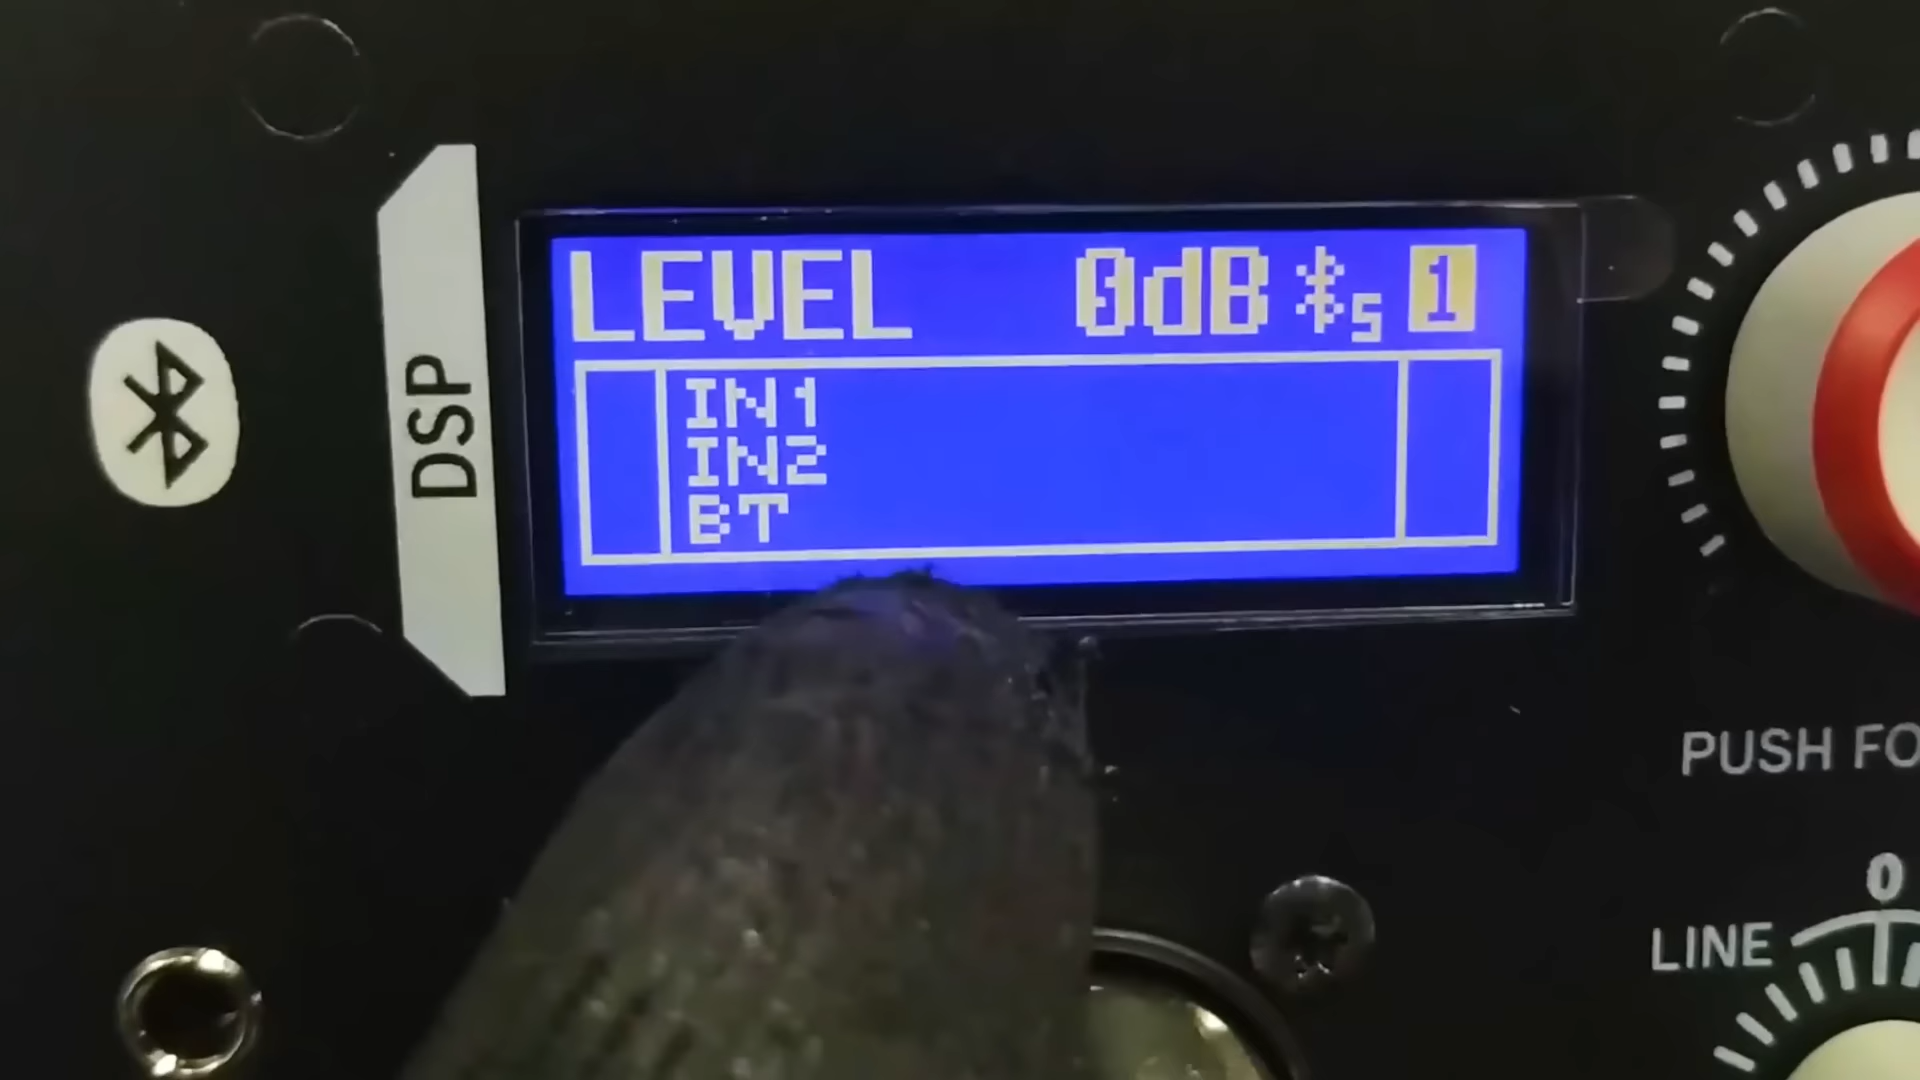 LEVEL 0dB S 1
IN1
IN2
BT
DSP
PUSH FO
0
LINE